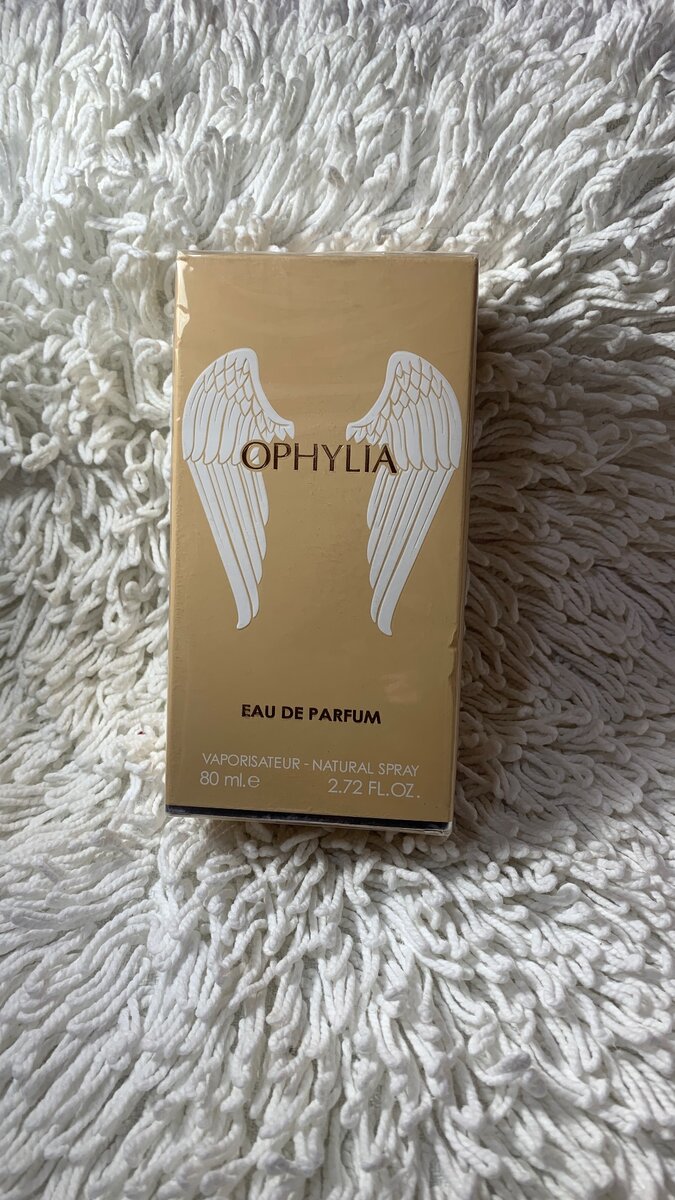 OPHYLIA
EAU DE PARFUM
VAPORISATEUR - NATURAL SPRAY
80 ml.e 2.72 FL.OZ.